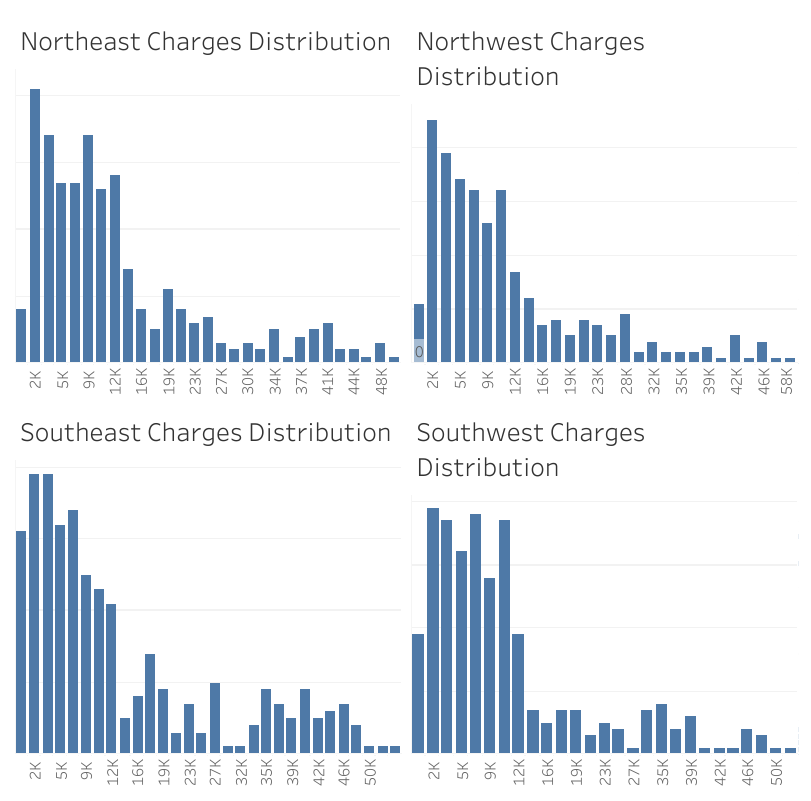 Northeast Charges Distribution
2K 5K 9K 12K 16K 19K 23K 27K 30K 34K 37K 41K 44K 48K
Northwest Charges
Distribution
0
2K 5K 9K 12K 16K 19K 23K 28K 32K 35K 39K 42K 46K 58K
Southeast Charges Distribution
2K 5K 9K 12K 16K 19K 23K 27K 32K 35K 39K 42K 46K 50K
Southwest Charges
Distribution
2K 5K 9K 12K 16K 19K 23K 27K 35K 39K 42K 46K 50K